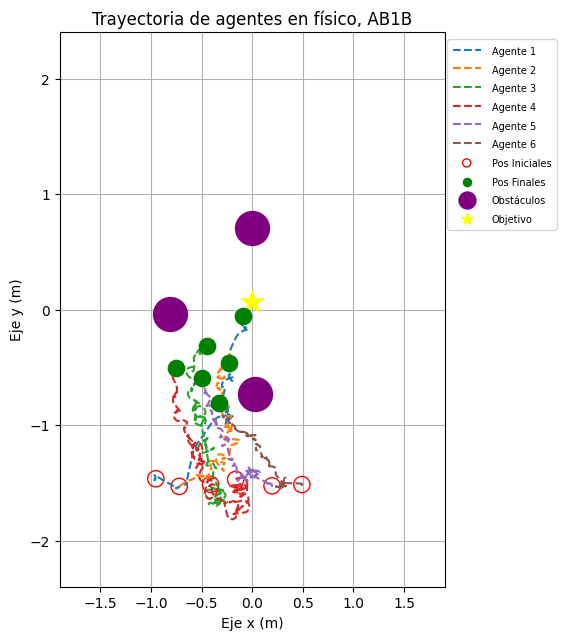 Trayectoria de agentes en físico, AB1B
Eje y (m)
2
1
0
−1
−2
−1.5
−1.0
−0.5
0.0
0.5
1.0
1.5
Eje x (m)
Agente 1
Agente 2
Agente 3
Agente 4
Agente 5
Agente 6
Pos Iniciales
Pos Finales
Obstáculos
Objetivo